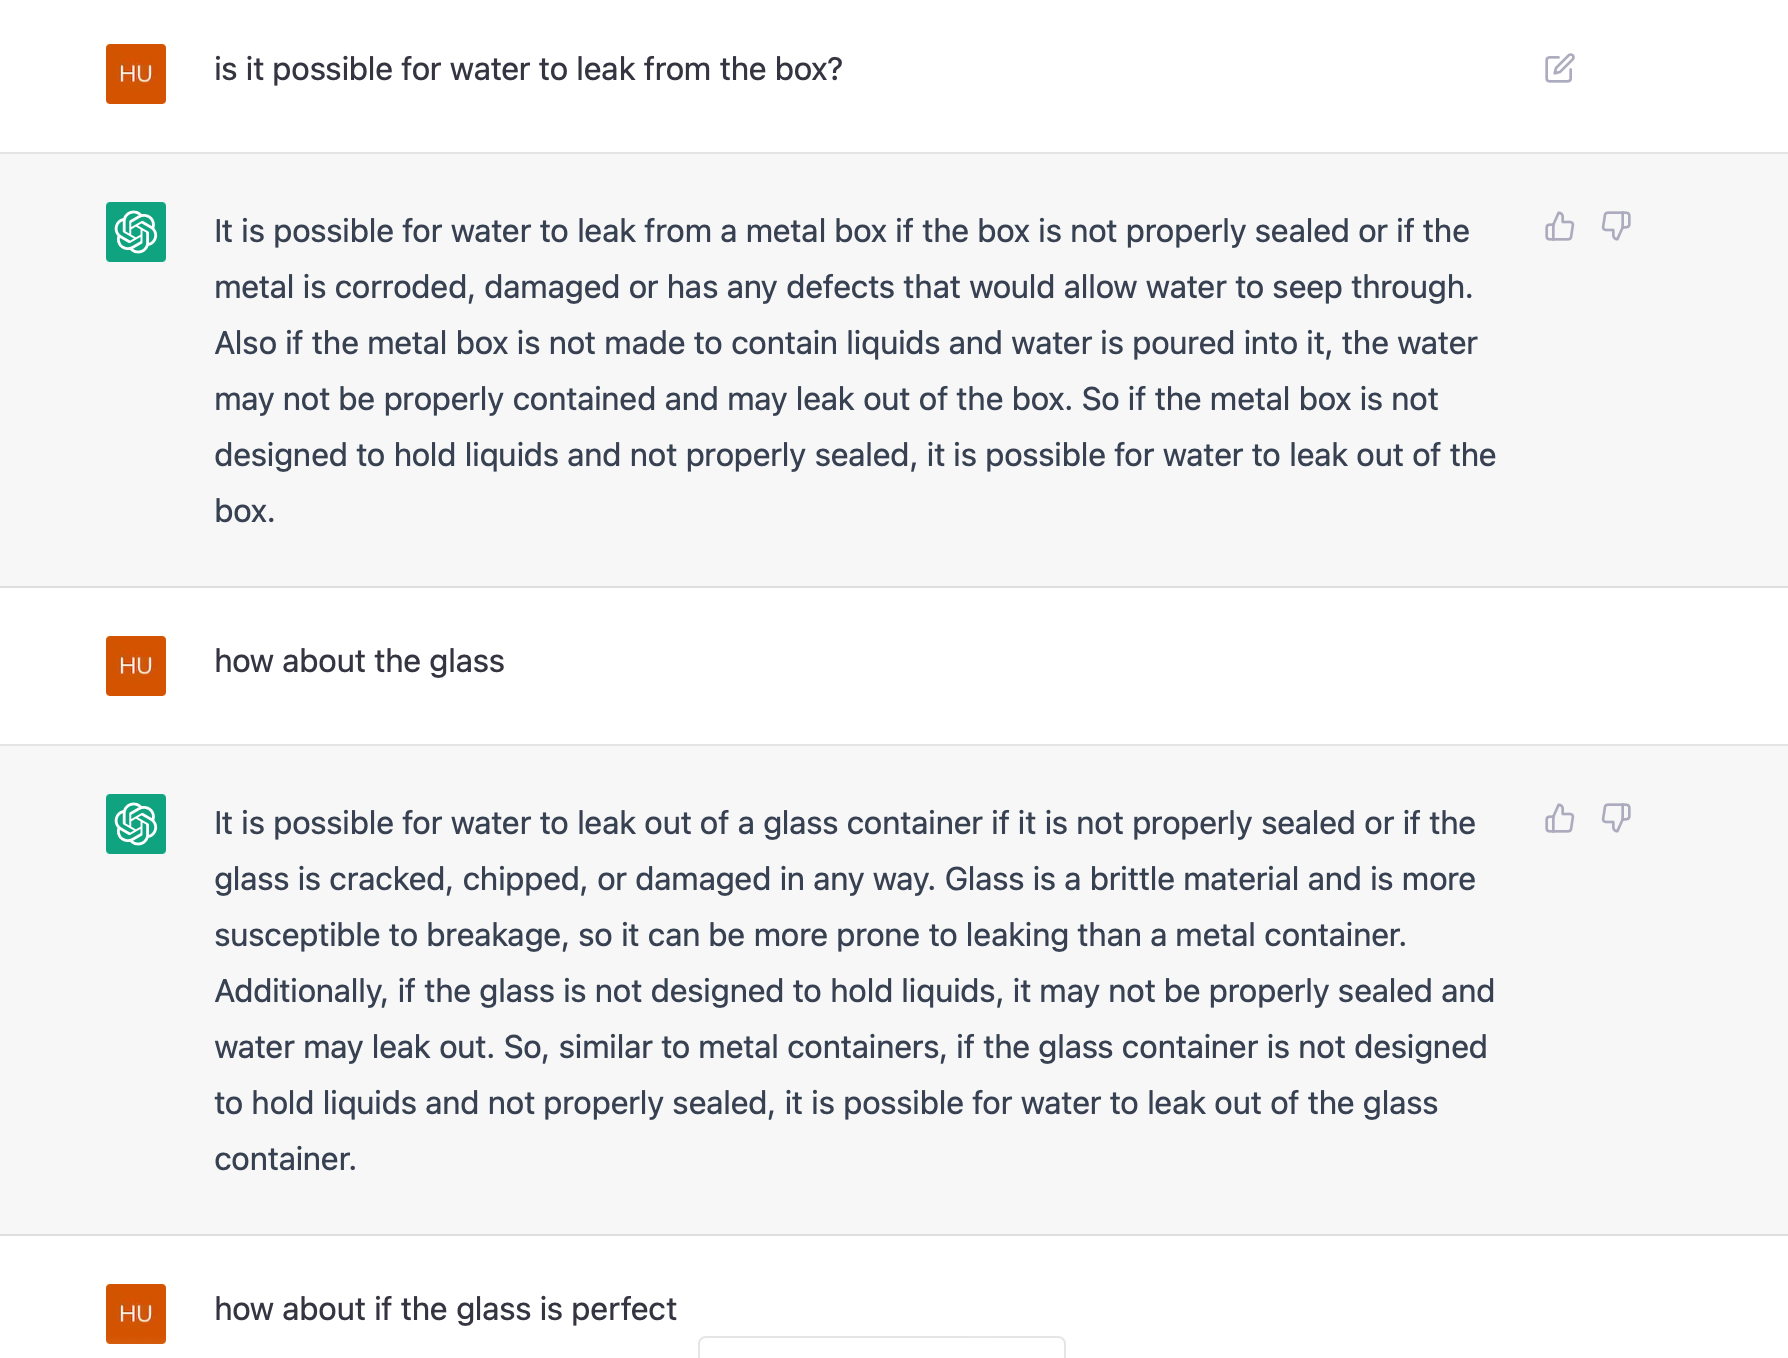 HU
is it possible for water to leak from the box?
It is possible for water to leak from a metal box if the box is not properly sealed or if the
metal is corroded, damaged or has any defects that would allow water to seep through.
Also if the metal box is not made to contain liquids and water is poured into it, the water
may not be properly contained and may leak out of the box. So if the metal box is not
designed to hold liquids and not properly sealed, it is possible for water to leak out of the
box.
HU
how about the glass
It is possible for water to leak out of a glass container if it is not properly sealed or if the
glass is cracked, chipped, or damaged in any way. Glass is a brittle material and is more
susceptible to breakage, so it can be more prone to leaking than a metal container.
Additionally, if the glass is not designed to hold liquids, it may not be properly sealed and
water may leak out. So, similar to metal containers, if the glass container is not designed
to hold liquids and not properly sealed, it is possible for water to leak out of the glass
container.
HU
how about if the glass is perfect